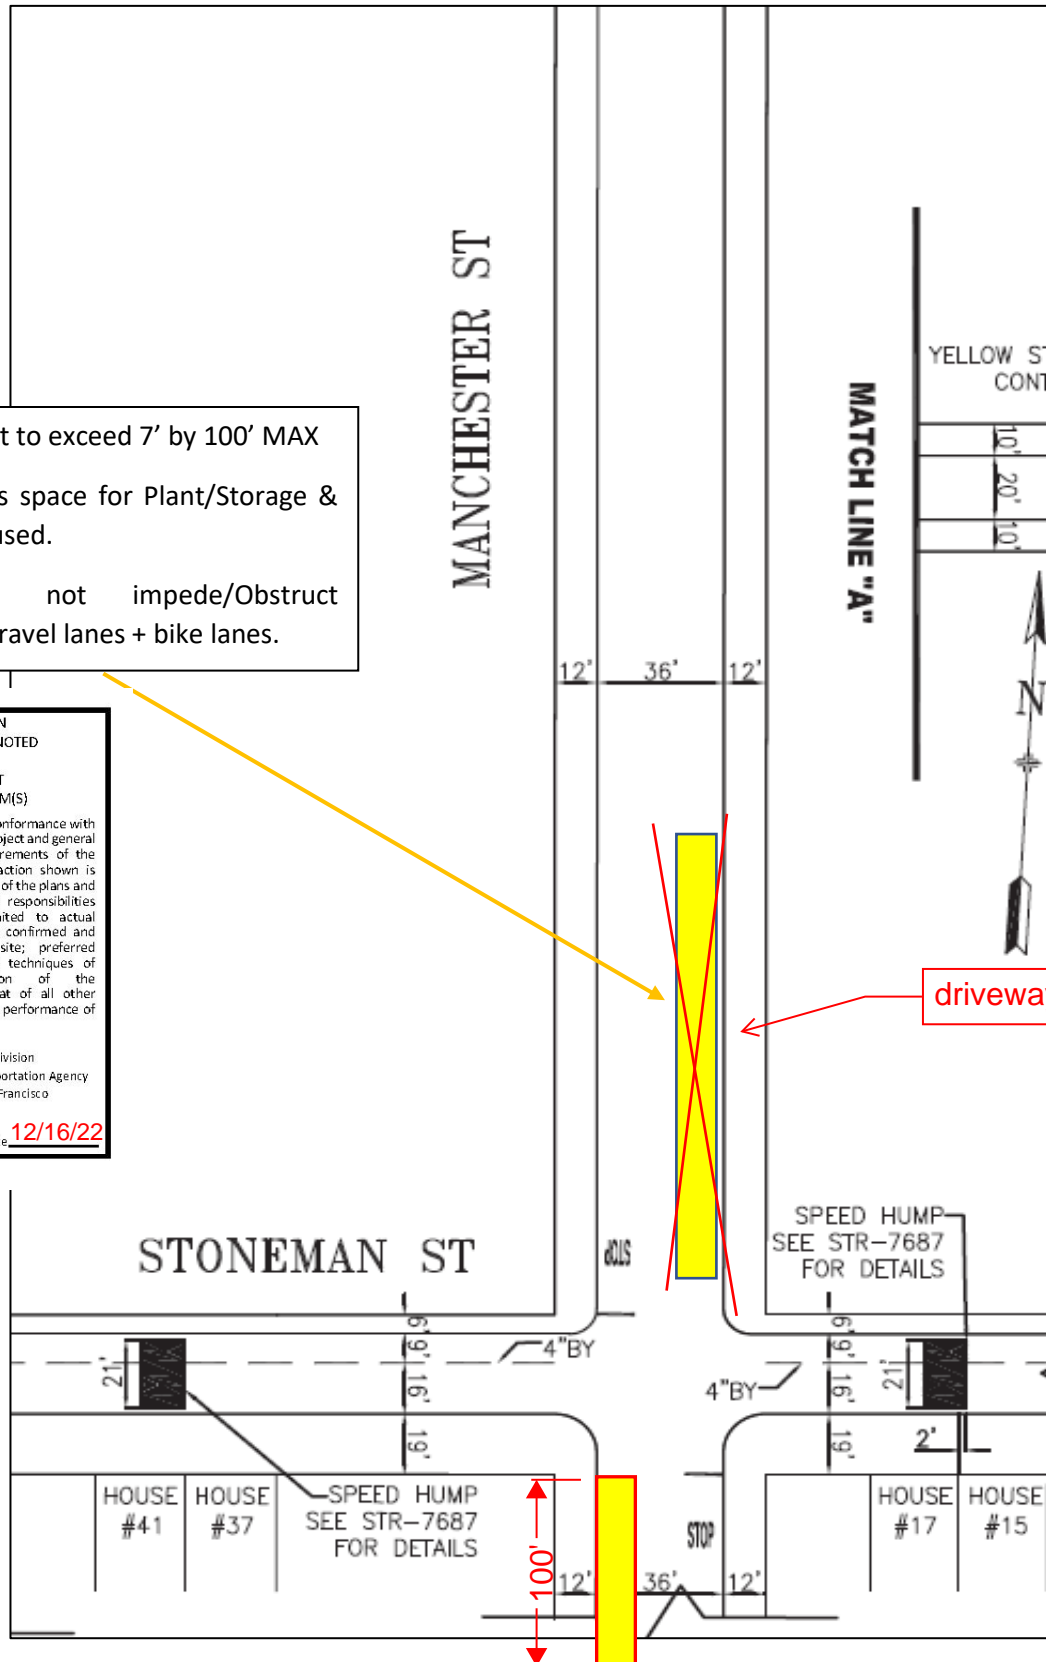 MANCHESTER ST
YELLOW ST
CONT
MATCH LINE "A"
10'
20'
10'
t to exceed 7’ by 100’ MAX
s space for Plant/Storage &
used.
not impede/Obstruct
ravel lanes + bike lanes.
12' 36' 12'
N
N
NOTED
T
M(S)
onformance with
oject and general
rements of the
action shown is
of the plans and
responsibilities
ited to actual
confirmed and
site; preferred
techniques of
on of the
at of all other
performance of
ivision
portation Agency
Francisco
e 12/16/22
driveway
STONEMAN ST
STOP
SPEED HUMP
SEE STR-7687
FOR DETAILS
21'
6'
9'
16'
19'
4"BY
4"BY
6'
9'
16'
19'
21'
2'
HOUSE
#41
HOUSE
#37
SPEED HUMP
SEE STR-7687
FOR DETAILS
100'
STOP
12' 36' 12'
HOUSE
#17
HOUSE
#15